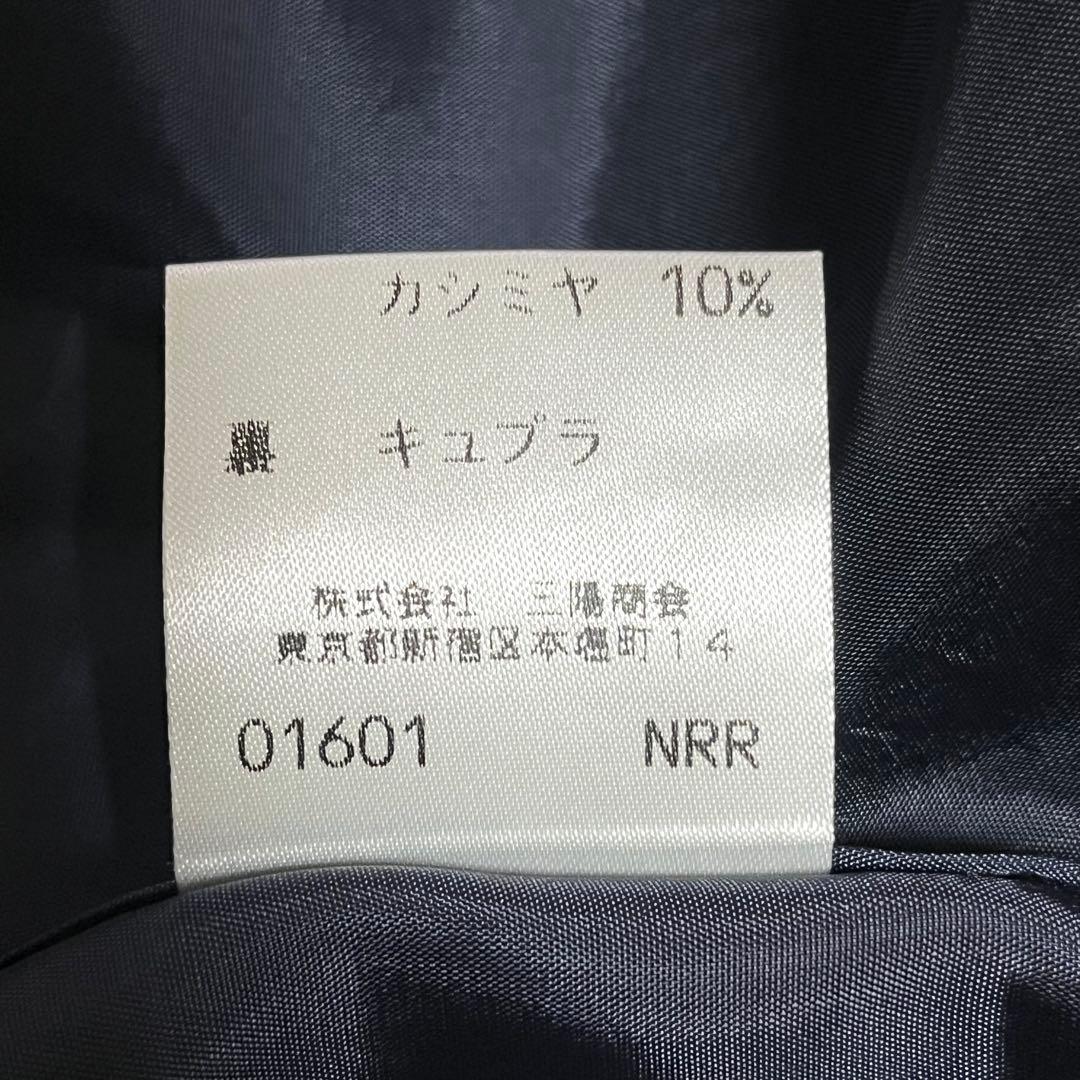 カシミヤ 10%
裏 キュプラ
株式会社 三陽商会
東京都新宿区本塩町14
01601 NRR